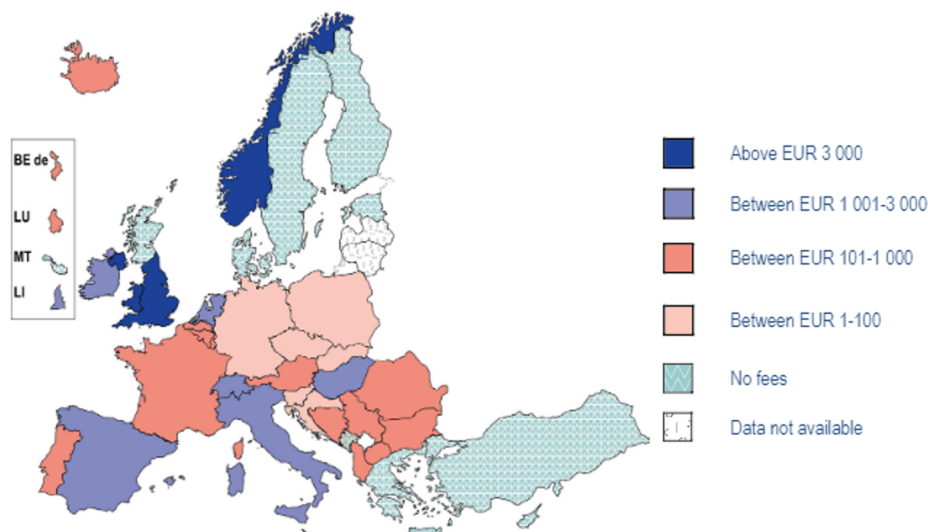 BE de
LU
MT
LI
Above EUR 3 000
Between EUR 1 001-3 000
Between EUR 101-1 000
Between EUR 1-100
No fees
Data not available